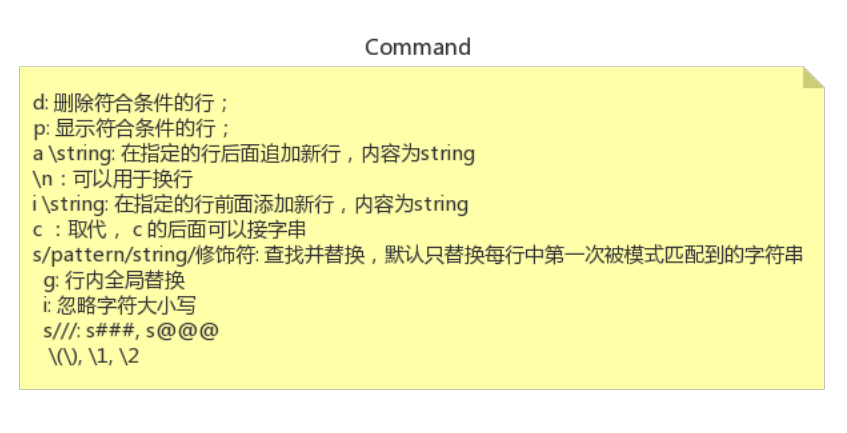 Command
d: 删除符合条件的行；
p: 显示符合条件的行；
a \string: 在指定的行后面追加新行，内容为string
\n：可以用于换行
i \string: 在指定的行前面添加新行，内容为string
c ：取代， c 的后面可以接字串
s/pattern/string/修饰符: 查找并替换，默认只替换每行中第一次被模式匹配到的字符串
g: 行内全局替换
i: 忽略字符大小写
s///: s###, s@@@
\(\), \1, \2